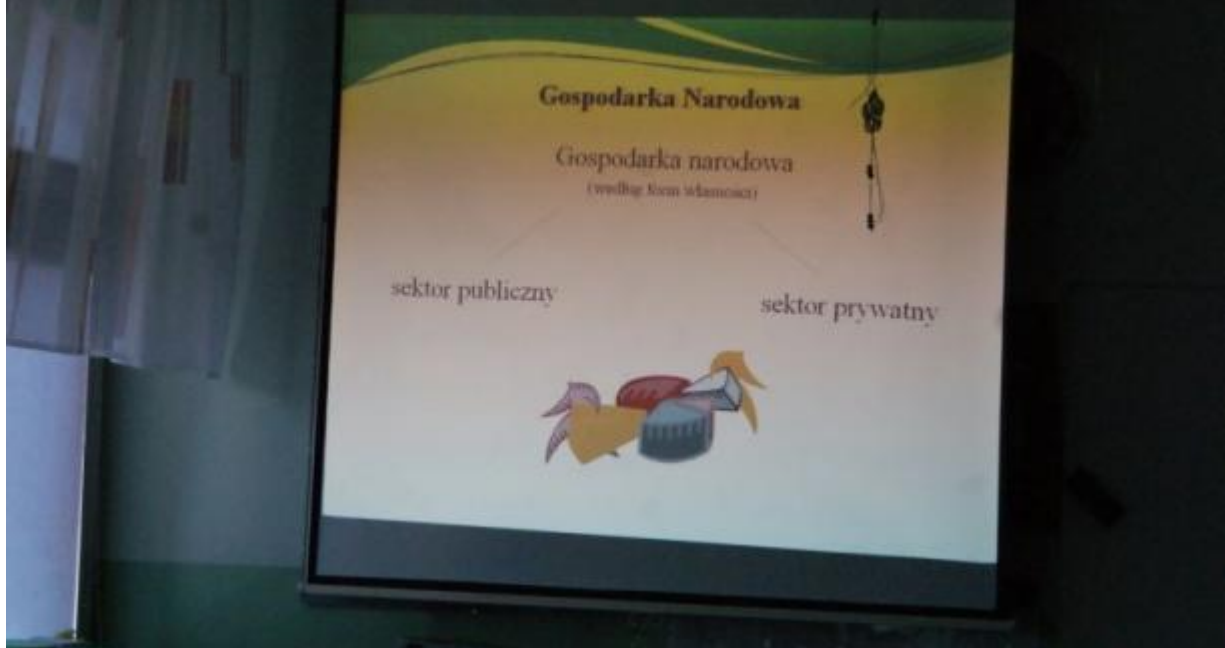 Gospodarka Narodowa
Gospodarka narodowa
(według form własności)
sektor publiczny
sektor prywatny